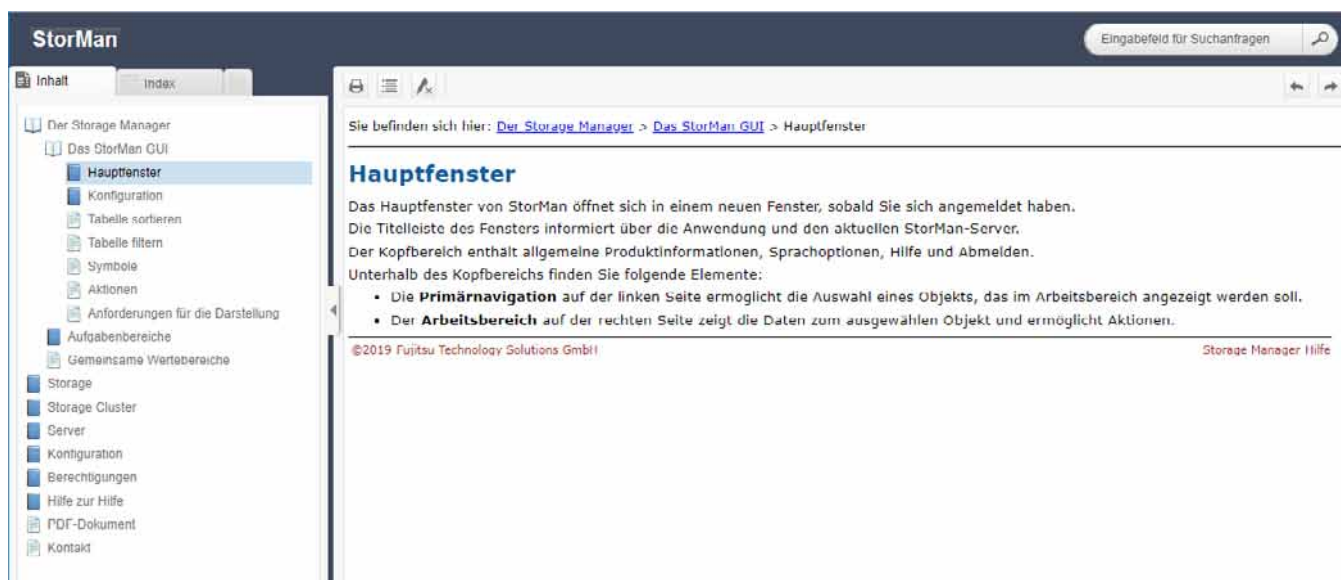 StorMan
Eingabefeld für Suchanfragen
Inhalt
Index
Der Storage Manager
Das StorMan GUI
Hauptfenster
Konfiguration
Tabelle sortieren
Tabelle filtern
Symbole
Aktionen
Anforderungen für die Darstellung
Aufgabenbereiche
Gemeinsame Wertebereiche
Storage
Storage Cluster
Server
Konfiguration
Berechtigungen
Hilfe zur Hilfe
PDF-Dokument
Kontakt
Sie befinden sich hier: Der Storage Manager > Das StorMan GUI > Hauptfenster
Hauptfenster
Das Hauptfenster von StorMan öffnet sich in einem neuen Fenster, sobald Sie sich angemeldet haben.
Die Titelleiste des Fensters informiert über die Anwendung und den aktuellen StorMan-Server.
Der Kopfbereich enthält allgemeine Produktinformationen, Sprachoptionen, Hilfe und Abmelden.
Unterhalb des Kopfbereichs finden Sie folgende Elemente:
• Die Primärnavigation auf der linken Seite ermöglicht die Auswahl eines Objekts, das im Arbeitsbereich angezeigt werden soll.
• Der Arbeitsbereich auf der rechten Seite zeigt die Daten zum ausgewählen Objekt und ermöglicht Aktionen.
©2019 Fujitsu Technology Solutions GmbH
Storage Manager Hilfe